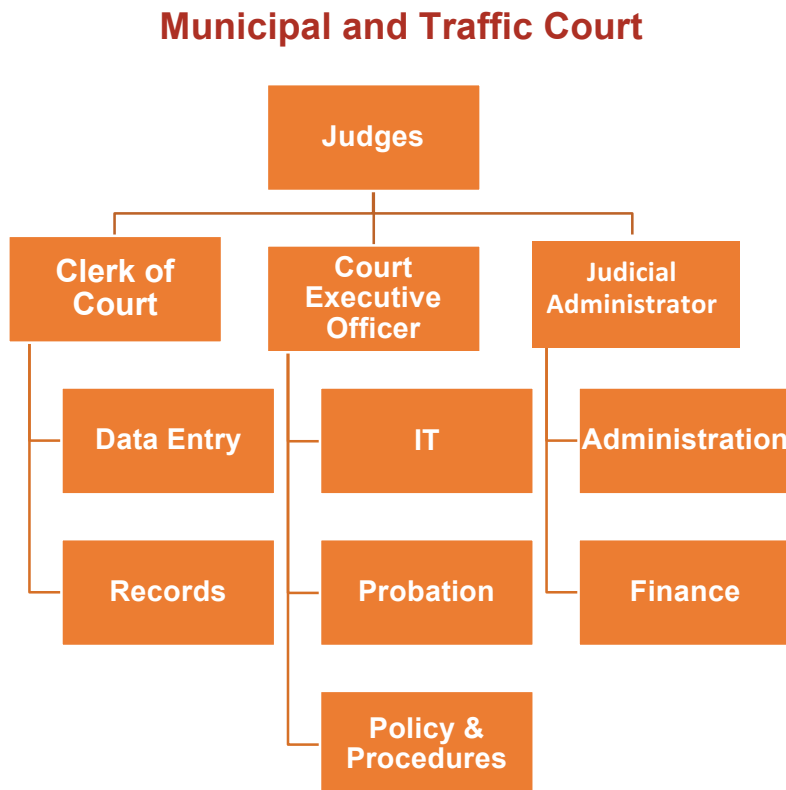 Municipal and Traffic Court
Judges
Clerk of
Court
Court
Executive
Officer
Judicial
Administrator
Data Entry
IT
Administration
Records
Probation
Finance
Policy &
Procedures